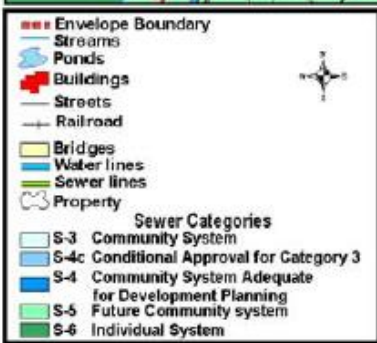 Envelope Boundary
Streams
Ponds
Buildings
Streets
Railroad
Bridges
Water lines
Sewer lines
Property
Sewer Categories
S-3 Community System
S-4c Conditional Approval for Category 3
S-4 Community System Adequate
for Development Planning
S-5 Future Community system
S-6 Individual System